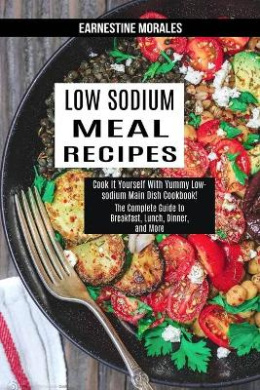 EARNESTINE MORALES
LOW SODIUM
MEAL
RECIPES
Cook It Yourself With Yummy Low-
sodium Main Dish Cookbook!
The Complete Guide to
Breakfast, Lunch, Dinner,
and More